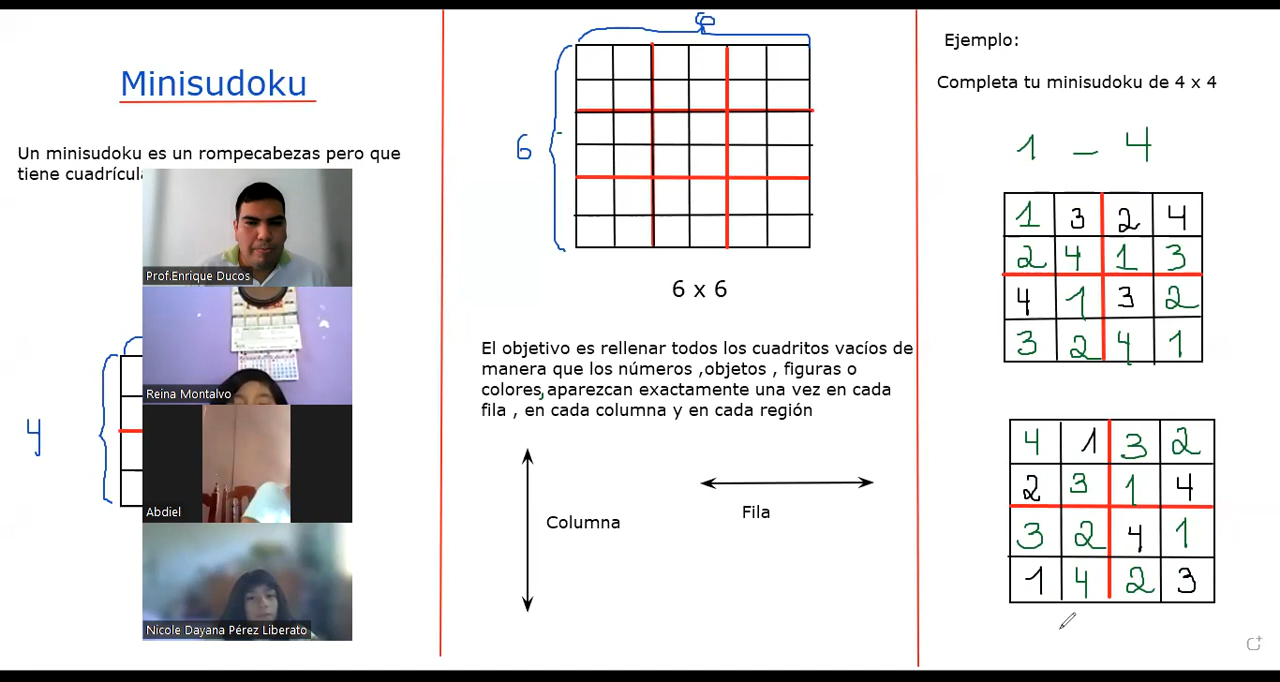 Minisudoku
Un minisudoku es un rompecabezas pero que
tiene
Prof.Enrique Ducos
Reina Montalvo
Abdiel
Nicole Dayana Pérez Liberato
4
6
6
6 x 6
El objetivo es rellenar todos los cuadritos vacíos de
manera que los números ,objetos , figuras o
colores,aparezcan exactamente una vez en cada
fila , en cada columna y en cada región
Columna
Fila
Ejemplo:
Completa tu minisudoku de 4 x 4
1 – 4
1 3 2 4
2 4 1 3
4 1 3 2
3 2 4 1
4 1 3 2
2 3 1 4
3 2 4 1
1 4 2 3